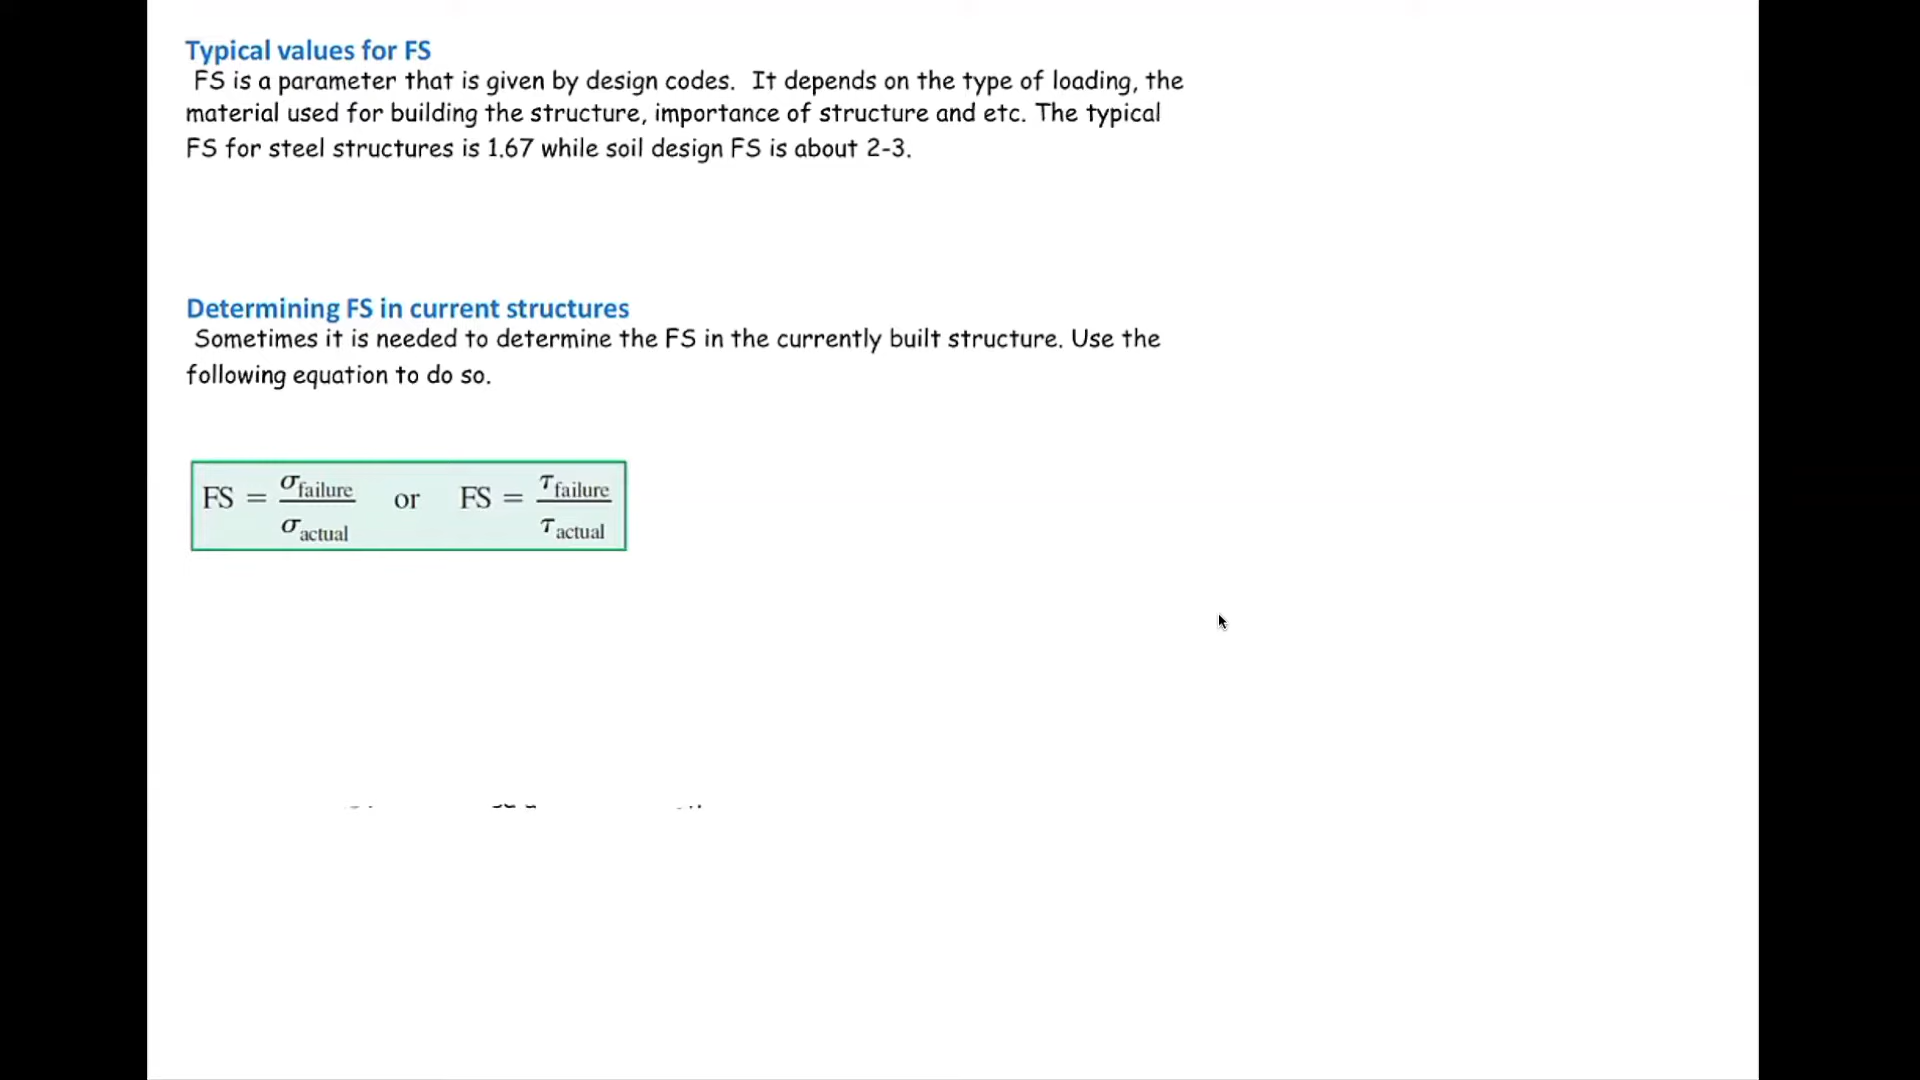 Typical values for FS
FS is a parameter that is given by design codes. It depends on the type of loading, the
material used for building the structure, importance of structure and etc. The typical
FS for steel structures is 1.67 while soil design FS is about 2-3.
Determining FS in current structures
Sometimes it is needed to determine the FS in the currently built structure. Use the
following equation to do so.
FS = σfailure / σactual or FS = τfailure / τactual